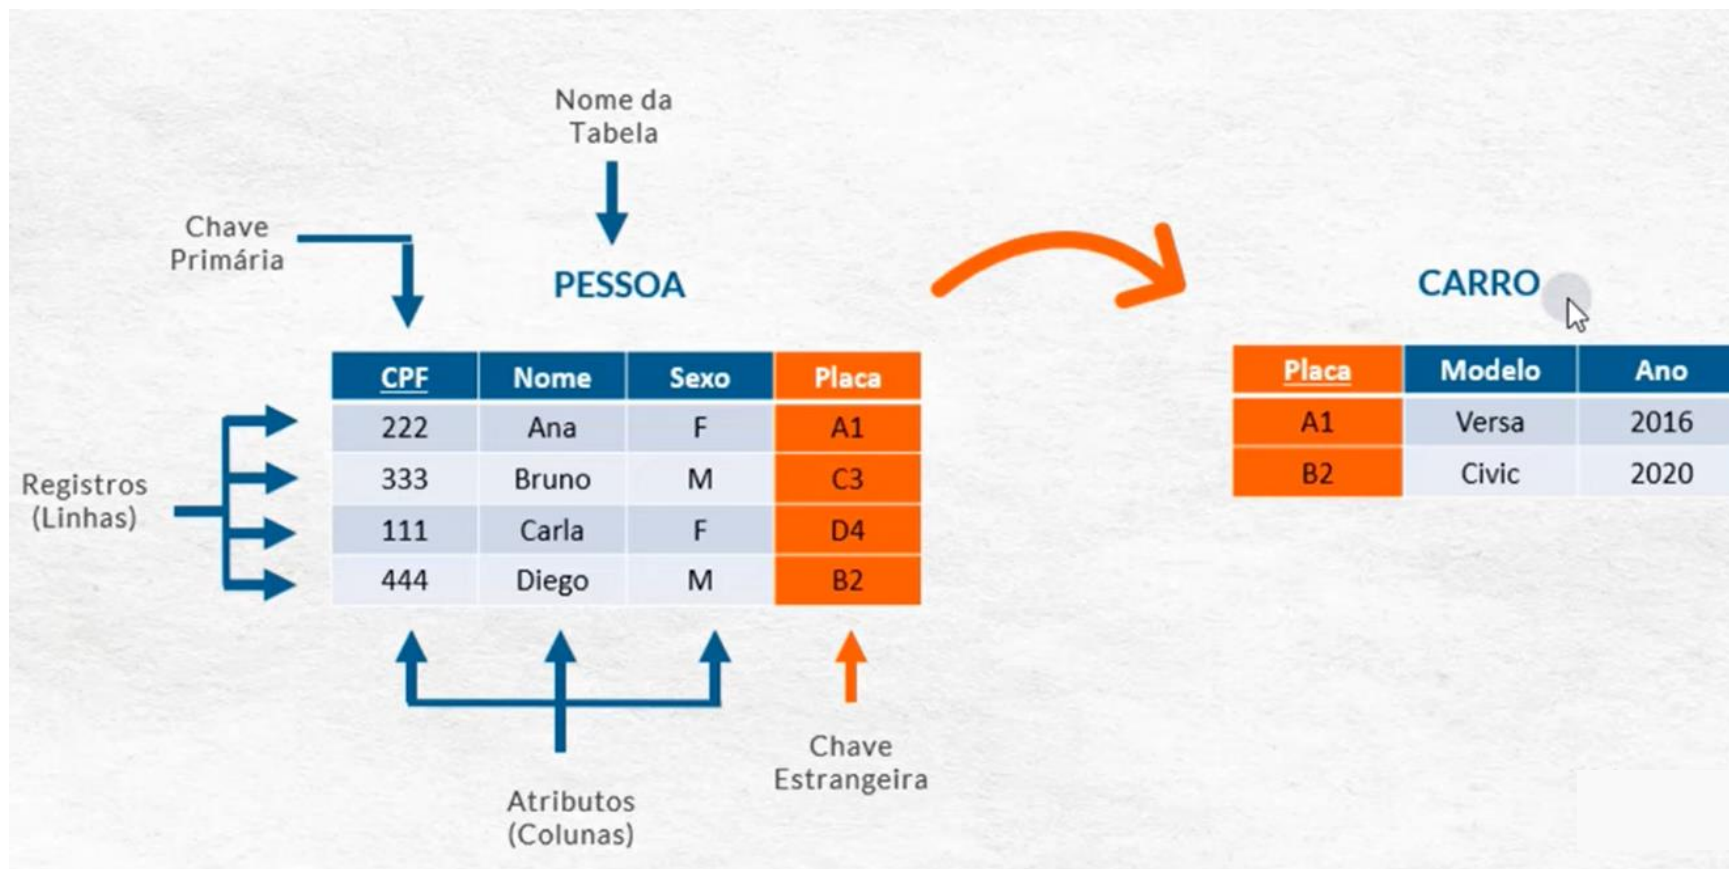 Nome da
Tabela
Chave
Primária
PESSOA
CARRO
CPF Nome Sexo Placa
222 Ana F A1
333 Bruno M C3
111 Carla F D4
444 Diego M B2
Placa Modelo Ano
A1 Versa 2016
B2 Civic 2020
Registros
(Linhas)
Atributos
(Colunas)
Chave
Estrangeira